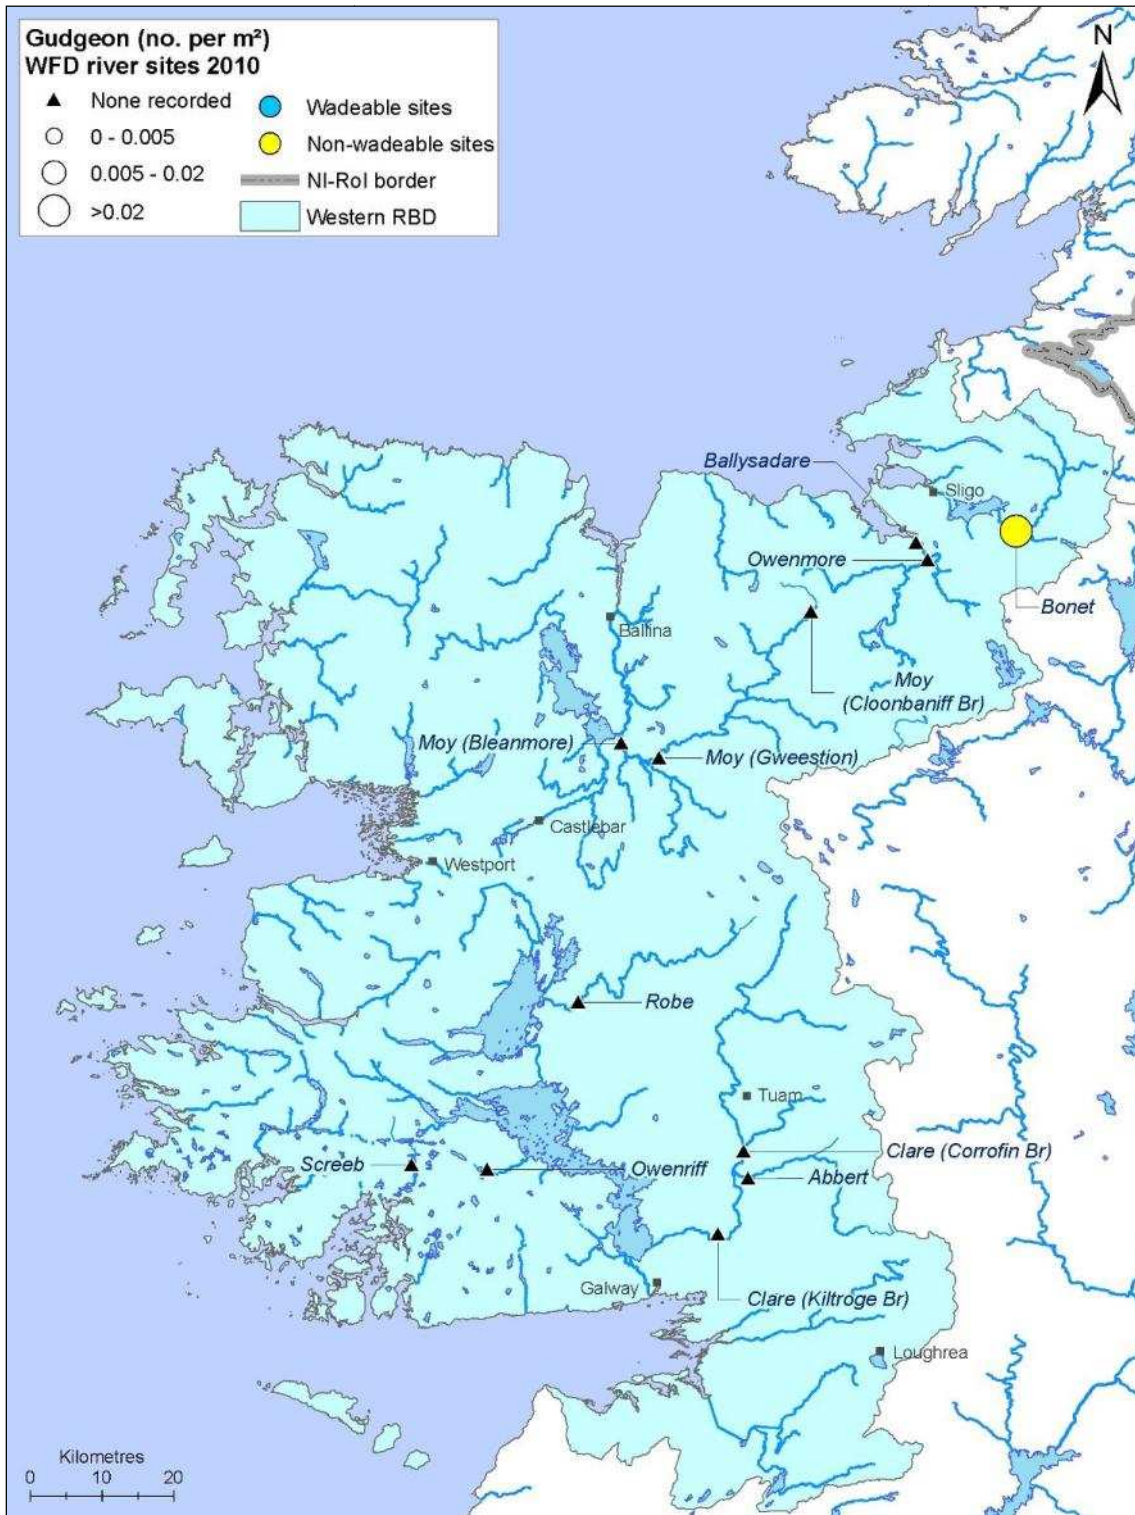 Gudgeon (no. per m²)
WFD river sites 2010
None recorded
0 - 0.005
0.005 - 0.02
>0.02
Wadeable sites
Non-wadeable sites
NI-RoI border
Western RBD
N
Ballysadare
Sligo
Owenmore
Bonet
Ballina
Moy
(Cloonbaniff Br)
Moy (Bleanmore)
Moy (Gweestion)
Castlebar
Westport
Robe
Tuam
Clare (Corrofin Br)
Screeb
Owenriff
Abbert
Galway
Clare (Kiltroge Br)
Loughrea
Kilometres
0 10 20